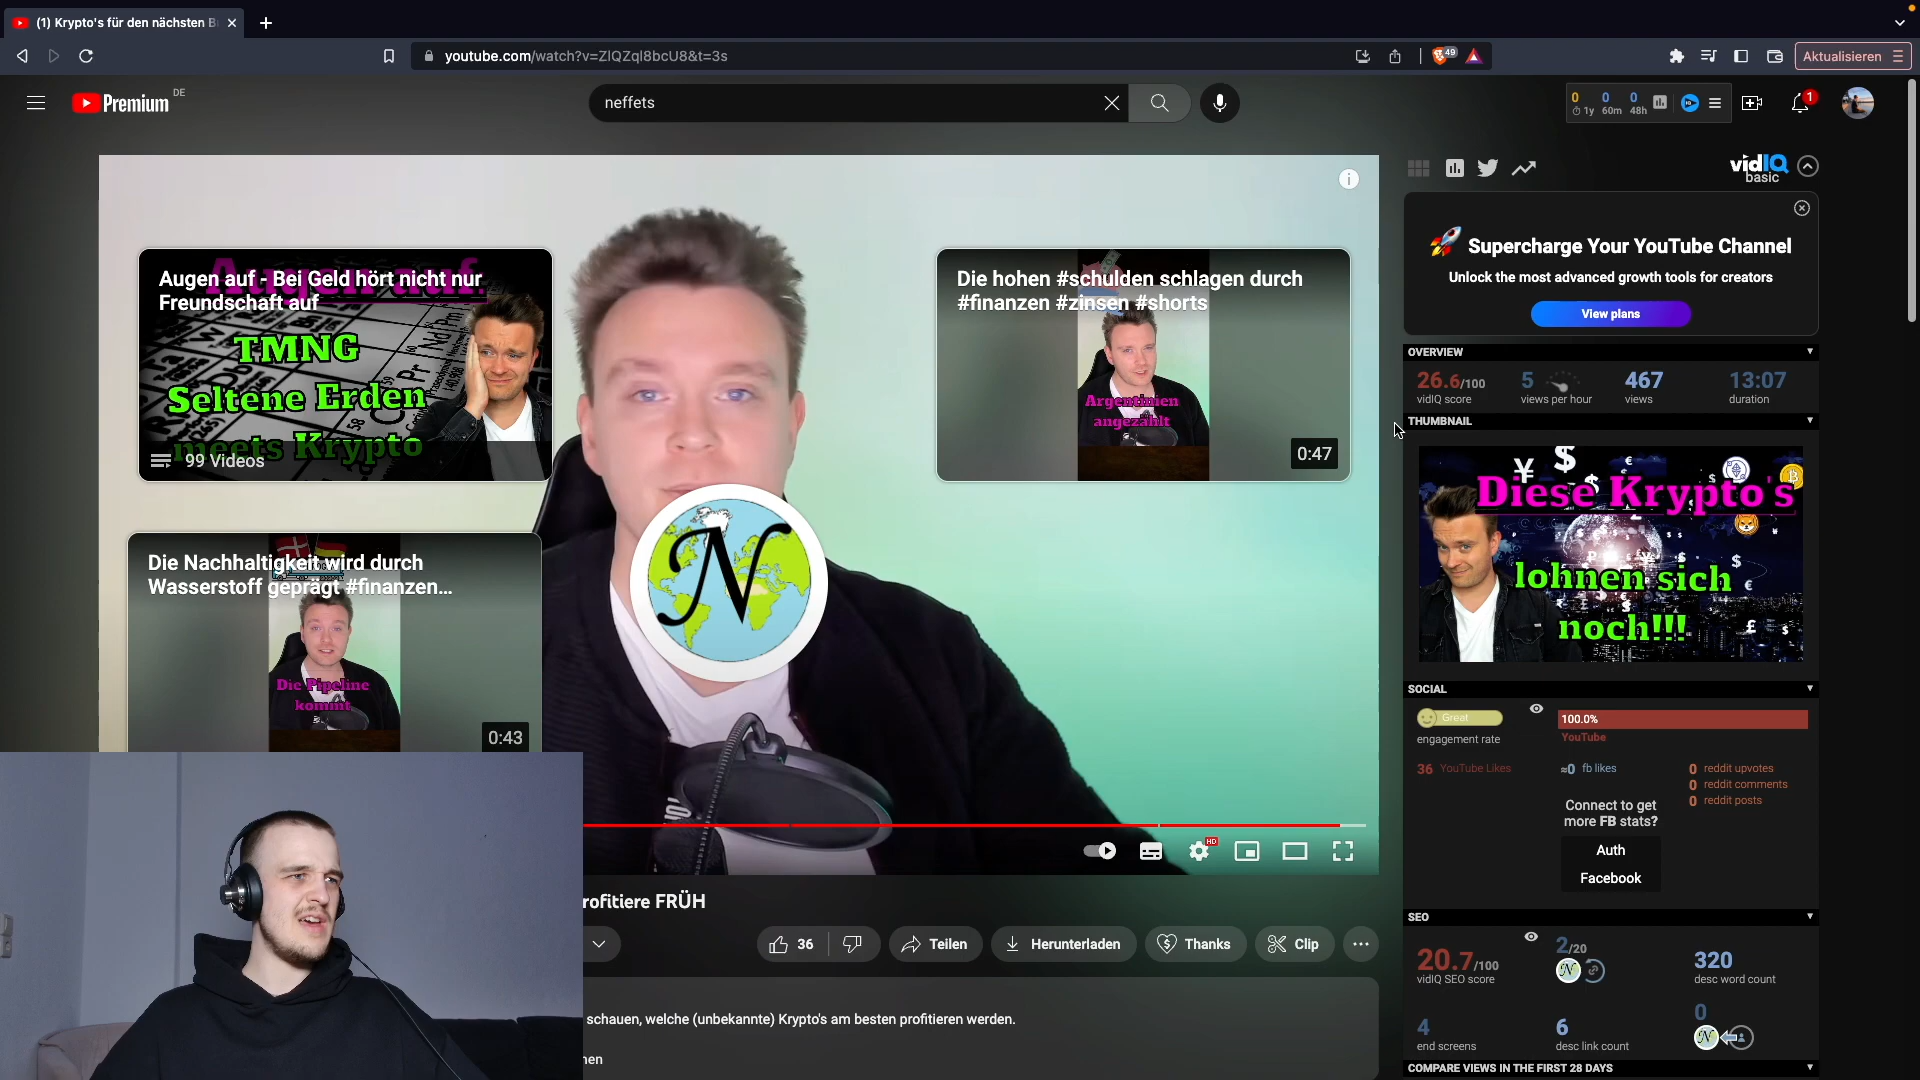 (1) Krypto's für den nächsten B
youtube.com/watch?v=ZlQZql8bcU8&t=3s
49
Aktualisieren
Premium
DE
neffets
0
0
0
1y
60m
48h
1
Augen auf - Bei Geld hört nicht nur
Freundschaft auf
TMNG
Seltene Erden
meets Krypto
99 Videos
Die hohen #schulden schlagen durch
#finanzen #zinsen #shorts
Argentinien
angezählt
0:47
N
Die Nachhaltigkeit wird durch
Wasserstoff geprägt #finanzen...
Die Pipeline
kommt
0:43
HD
rofitiere FRÜH
36
Teilen
Herunterladen
Thanks
Clip
schauen, welche (unbekannte) Krypto's am besten profitieren werden.
nen
vidIQ
basic
Supercharge Your YouTube Channel
Unlock the most advanced growth tools for creators
View plans
OVERVIEW
26.6/100
5
467
13:07
vidIQ score
views per hour
views
duration
THUMBNAIL
Diese Krypto's
lohnen sich
noch!!!
SOCIAL
Great
100.0%
engagement rate
YouTube
36 YouTube Likes
≈0 fb likes
0 reddit upvotes
0 reddit comments
0 reddit posts
Connect to get
more FB stats?
Auth
Facebook
SEO
20.7/100
2/20
320
vidIQ SEO score
desc word count
4
6
0
end screens
desc link count
COMPARE VIEWS IN THE FIRST 28 DAYS